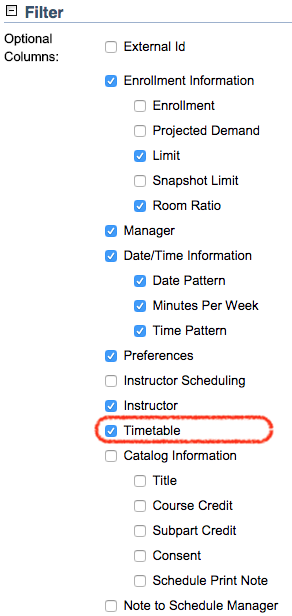 Filter
Optional
Columns:
External Id
Enrollment Information
Enrollment
Projected Demand
Limit
Snapshot Limit
Room Ratio
Manager
Date/Time Information
Date Pattern
Minutes Per Week
Time Pattern
Preferences
Instructor Scheduling
Instructor
Timetable
Catalog Information
Title
Course Credit
Subpart Credit
Consent
Schedule Print Note
Note to Schedule Manager